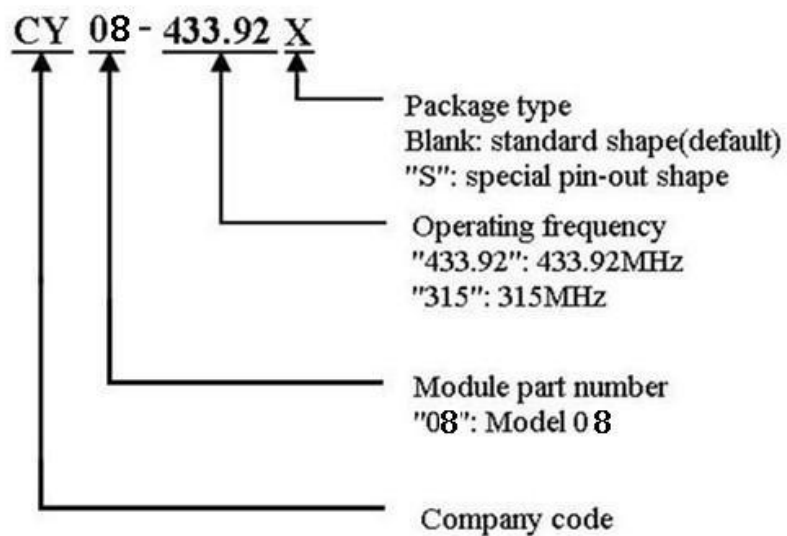 CY 08 - 433.92 X
Package type
Blank: standard shape(default)
"S": special pin-out shape
Operating frequency
"433.92": 433.92MHz
"315": 315MHz
Module part number
"08": Model 08
Company code